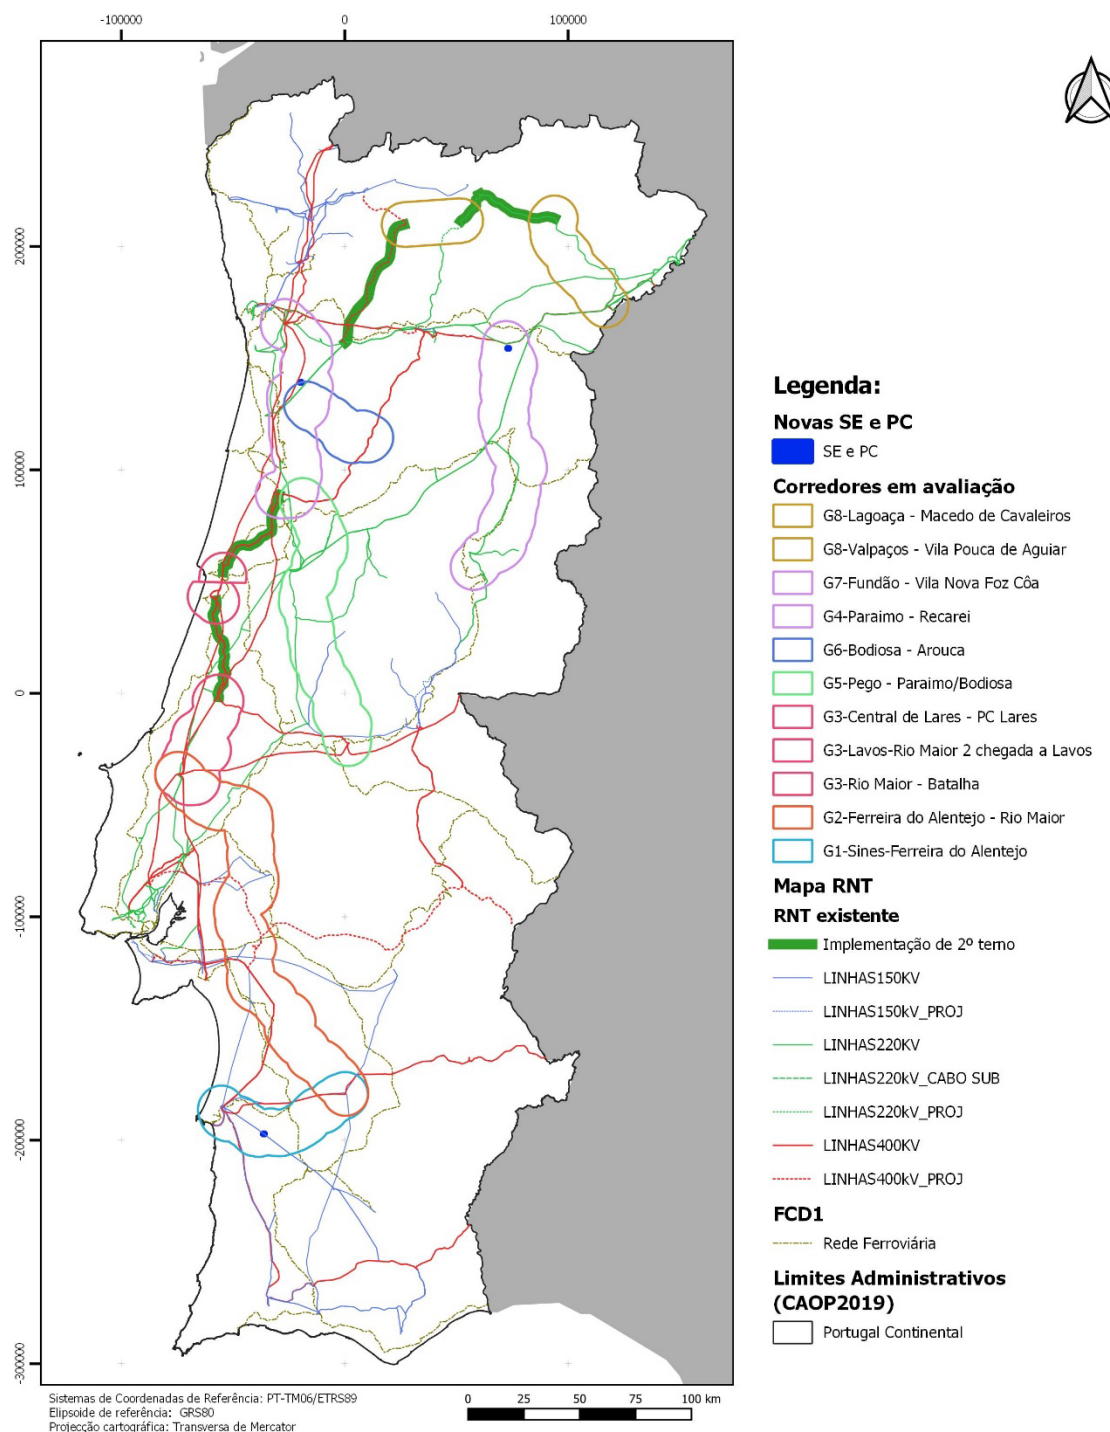 -100000
0
100000
200000
100000
0
-100000
-200000
-300000
Legenda:
Novas SE e PC
SE e PC
Corredores em avaliação
G8-Lagoaça - Macedo de Cavaleiros
G8-Valpaços - Vila Pouca de Aguiar
G7-Fundão - Vila Nova Foz Côa
G4-Paraimo - Recarei
G6-Bodiosa - Arouca
G5-Pego - Paraimo/Bodiosa
G3-Central de Lares - PC Lares
G3-Lavos-Rio Maior 2 chegada a Lavos
G3-Rio Maior - Batalha
G2-Ferreira do Alentejo - Rio Maior
G1-Sines-Ferreira do Alentejo
Mapa RNT
RNT existente
Implementação de 2º terno
LINHAS150KV
LINHAS150kV_PROJ
LINHAS220KV
LINHAS220kV_CABO SUB
LINHAS220kV_PROJ
LINHAS400KV
LINHAS400kV_PROJ
FCD1
Rede Ferroviária
Limites Administrativos
(CAOP2019)
Portugal Continental
Sistemas de Coordenadas de Referência: PT-TM06/ETRS89
Elipsoide de referência: GRS80
Projecção cartográfica: Transversa de Mercator
0 25 50 75 100 km